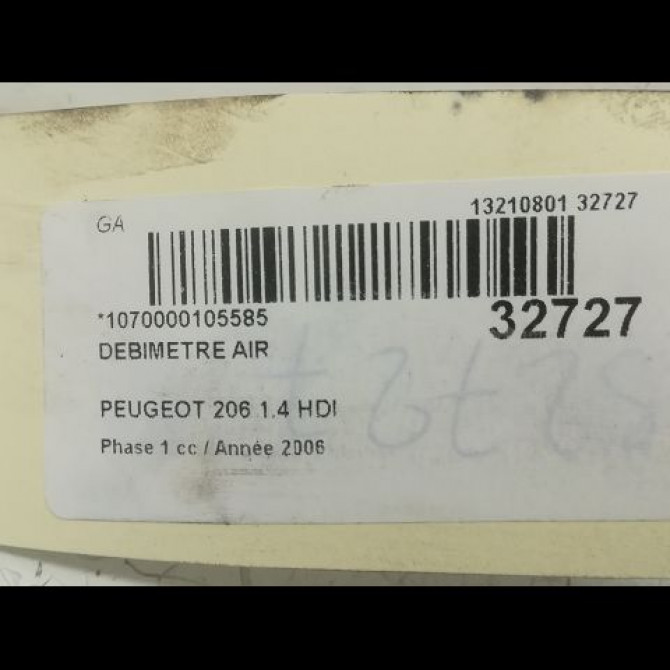 GA
13210801 32727
*1070000105585
32727
DEBIMETRE AIR
PEUGEOT 206 1.4 HDI
Phase 1 cc / Année 2006